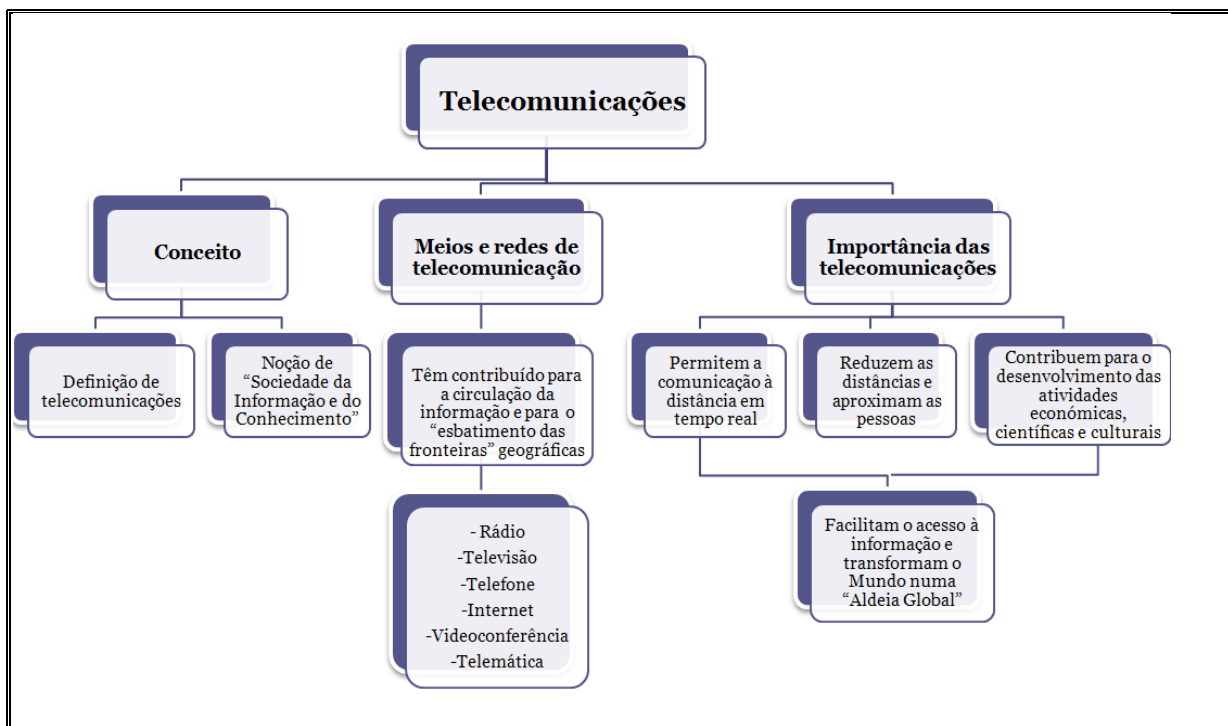 Telecomunicações
Conceito
Meios e redes de
telecomunicação
Importância das
telecomunicações
Definição de
telecomunicações
Noção de
“Sociedade da
Informação e do
Conhecimento”
Têm contribuído para
a circulação da
informação e para o
“esbatimento das
fronteiras” geográficas
Permitem a
comunicação à
distância em
tempo real
Reduzem as
distâncias e
aproximam as
pessoas
Contribuem para o
desenvolvimento das
atividades
económicas,
científicas e culturais
- Rádio
-Televisão
-Telefone
-Internet
-Videoconferência
-Telemática
Facilitam o acesso à
informação e
transformam o
Mundo numa
“Aldeia Global”